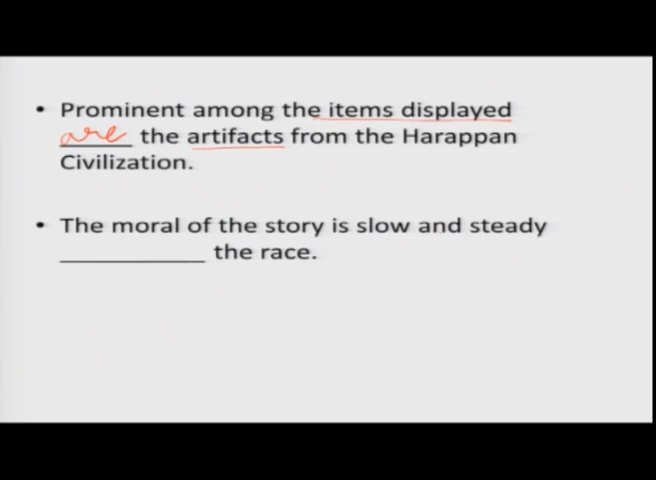 • Prominent among the items displayed
are the artifacts from the Harappan
Civilization.
• The moral of the story is slow and steady
____________ the race.